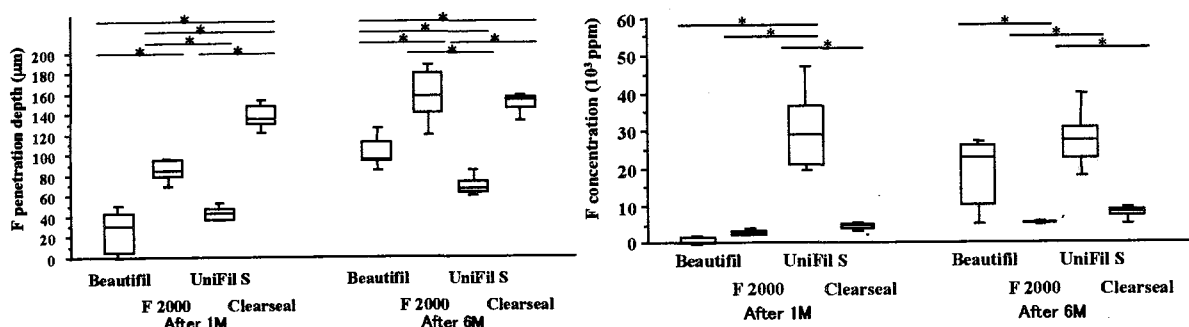 * * *
* * *
* * *
* * *
F penetration depth (µm)
200
180
160
140
120
100
80
60
40
20
0
Beautifil UniFil S Beautifil UniFil S
F 2000 Clearseal F 2000 Clearseal
After 1M After 6M
* *
* *
* *
F concentration (10³ ppm)
60
50
40
30
20
10
0
Beautifil UniFil S Beautifil UniFil S
F 2000 Clearseal F 2000 Clearseal
After 1M After 6M